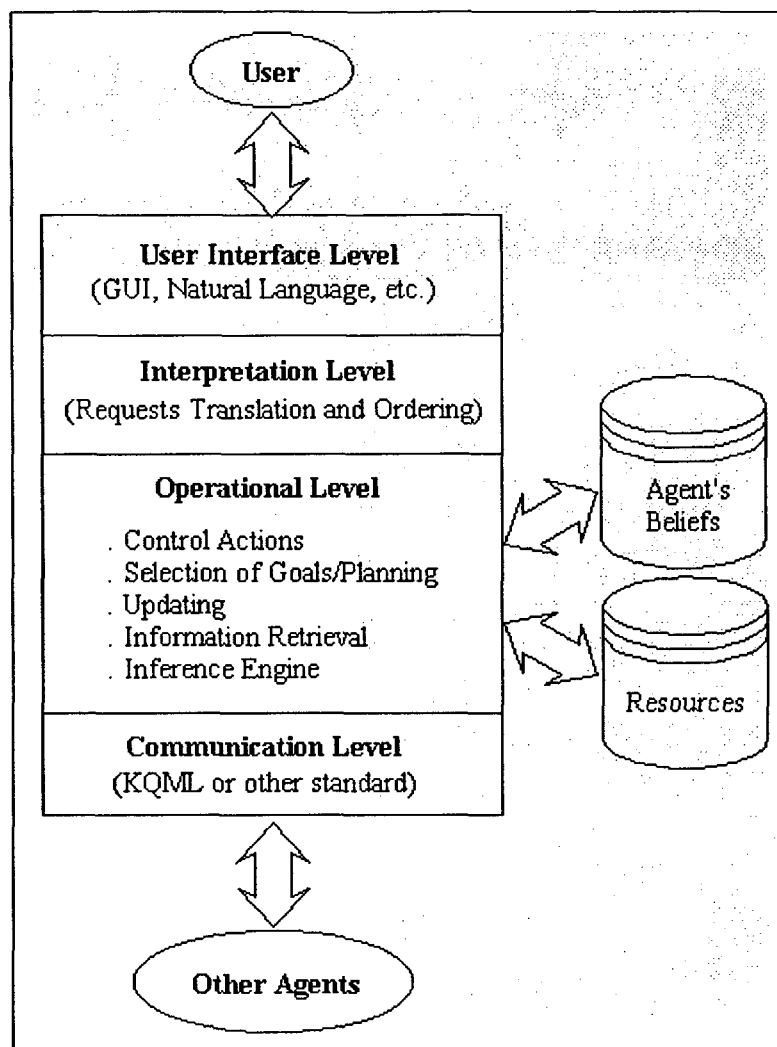 User
User Interface Level
(GUI, Natural Language, etc.)
Interpretation Level
(Requests Translation and Ordering)
Operational Level
. Control Actions
. Selection of Goals/Planning
. Updating
. Information Retrieval
. Inference Engine
Agent's
Beliefs
Resources
Communication Level
(KQML or other standard)
Other Agents